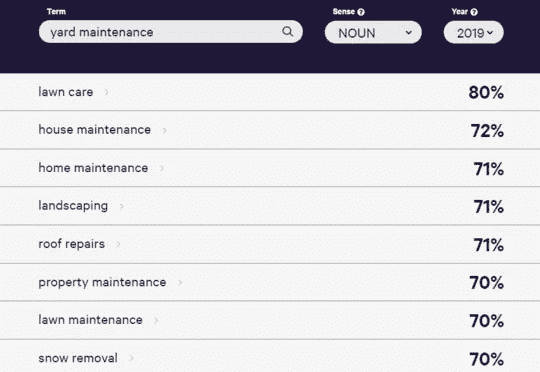 Term Sense ? Year ?
yard maintenance NOUN 2019
lawn care 80%
house maintenance 72%
home maintenance 71%
landscaping 71%
roof repairs 71%
property maintenance 70%
lawn maintenance 70%
snow removal 70%